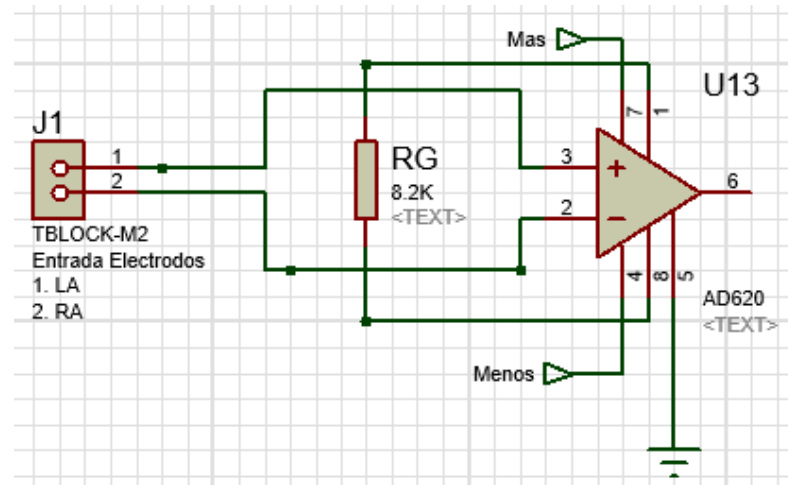 Mas
U13
J1
7
1
1
2
RG
8.2K
<TEXT>
3
2
6
TBLOCK-M2
Entrada Electrodos
1. LA
2. RA
4
8
5
AD620
<TEXT>
Menos